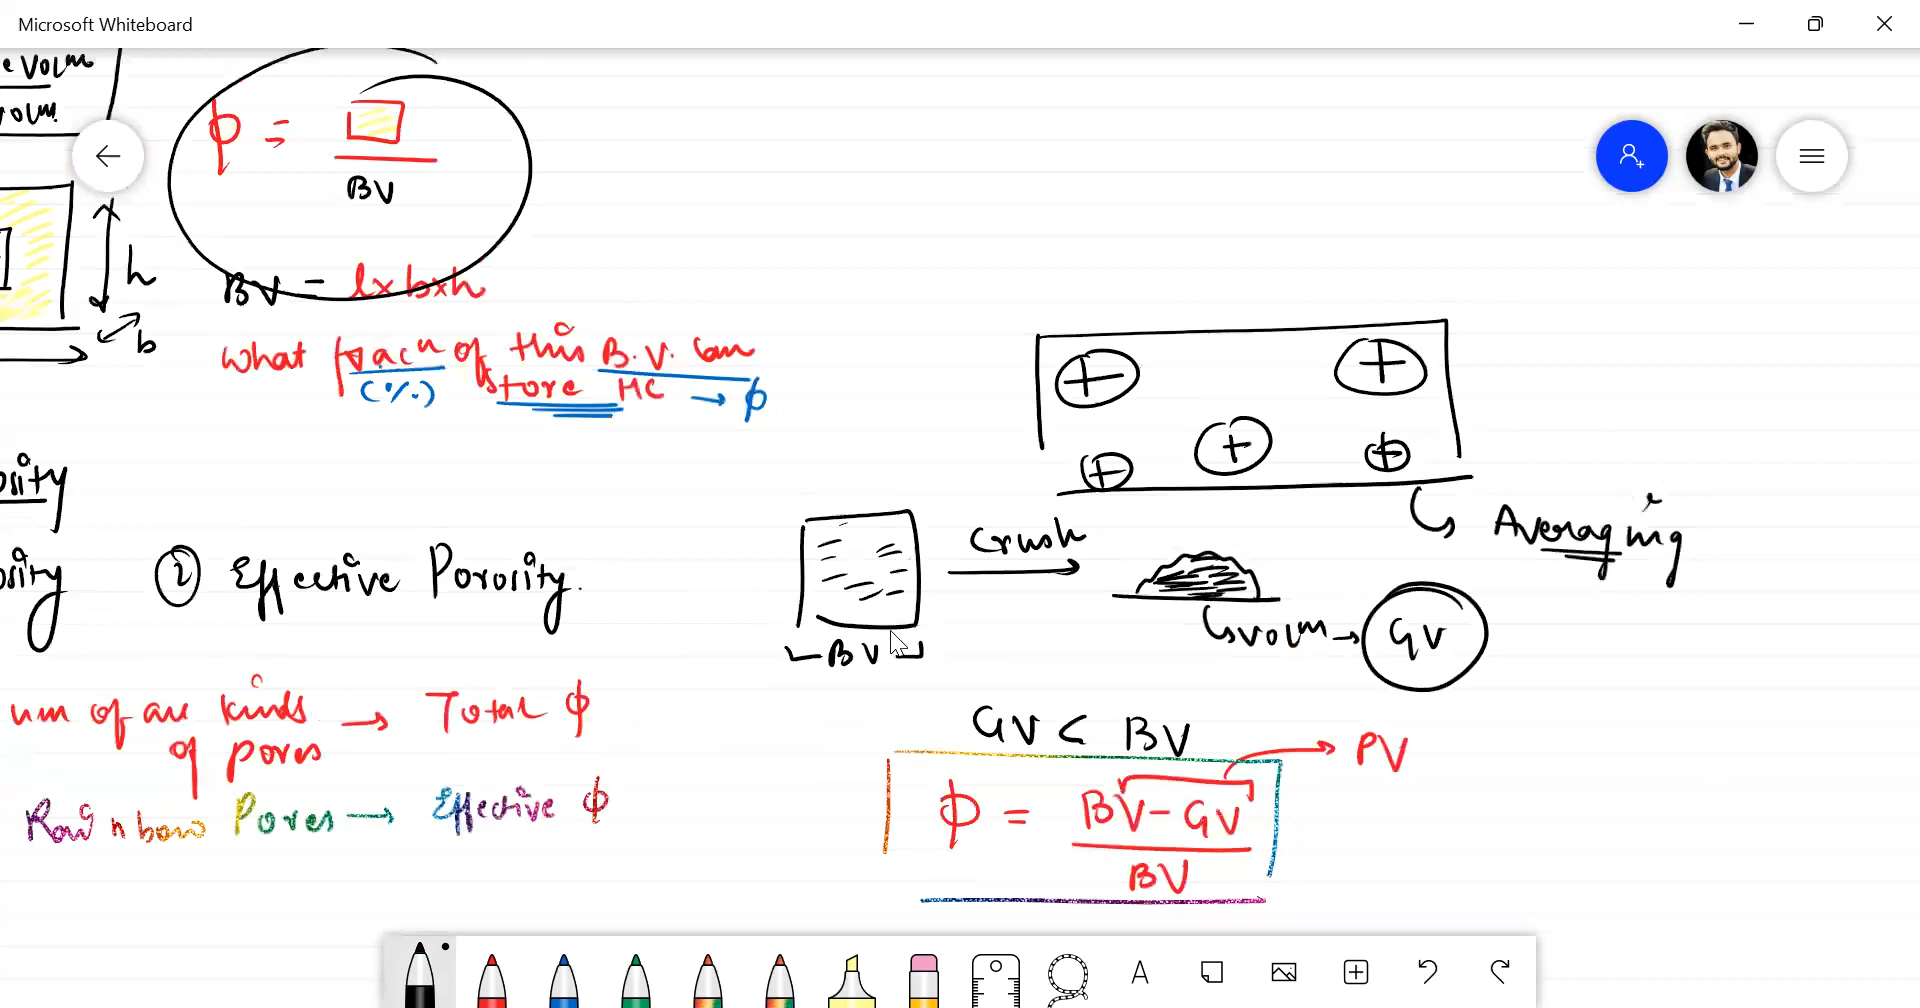 Microsoft Whiteboard
e Volm
volm
ϕ = 
BV
h
b
BV = l×b×h
what fracn of this B.V. can
(%) store HC → ϕ
osity
osity
② Effective Porosity.
um of all kinds → Total ϕ
of pores
Rainbow Pores → Effective ϕ
+ +
+ + +
Averaging
Crush
BV
volm → GV
GV < BV
→ PV
ϕ = BV-GV
BV
A